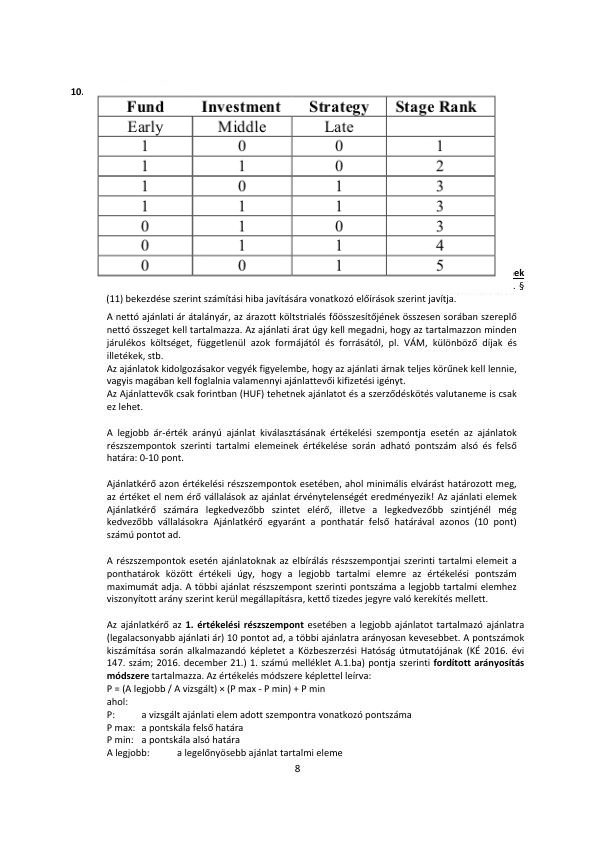 10.
Fund Investment Strategy Stage Rank
Early Middle Late
1 0 0 1
1 1 0 2
1 0 1 3
1 1 1 3
0 1 0 3
0 1 1 4
0 0 1 5
. §
(11) bekezdése szerint számítási hiba javítására vonatkozó előírások szerint javítja.
A nettó ajánlati ár átalányár, az árazott költstrialés főösszesítőjének összesen sorában szereplő
nettó összeget kell tartalmazza. Az ajánlati árat úgy kell megadni, hogy az tartalmazzon minden
járulékos költséget, függetlenül azok formájától és forrásától, pl. VÁM, különböző díjak és
illetékek, stb.
Az ajánlatok kidolgozásakor vegyék figyelembe, hogy az ajánlati árnak teljes körűnek kell lennie,
vagyis magában kell foglalnia valamennyi ajánlattevői kifizetési igényt.
Az Ajánlattevők csak forintban (HUF) tehetnek ajánlatot és a szerződéskötés valutaneme is csak
ez lehet.
A legjobb ár-érték arányú ajánlat kiválasztásának értékelési szempontja esetén az ajánlatok
részszempontok szerinti tartalmi elemeinek értékelése során adható pontszám alsó és felső
határa: 0-10 pont.
Ajánlatkérő azon értékelési részszempontok esetében, ahol minimális elvárást határozott meg,
az értéket el nem érő vállalások az ajánlat érvénytelenségét eredményezik! Az ajánlati elemek
Ajánlatkérő számára legkedvezőbb szintet elérő, illetve a legkedvezőbb szintjénél még
kedvezőbb vállalásokra Ajánlatkérő egyaránt a ponthatár felső határával azonos (10 pont)
számú pontot ad.
A részszempontok esetén ajánlatoknak az elbírálás részszempontjai szerinti tartalmi elemeit a
ponthatárok között értékeli úgy, hogy a legjobb tartalmi elemre az értékelési pontszám
maximumát adja. A többi ajánlat részszempont szerinti pontszáma a legjobb tartalmi elemhez
viszonyított arány szerint kerül megállapításra, kettő tizedes jegyre való kerekítés mellett.
Az ajánlatkérő az 1. értékelési részszempont esetében a legjobb ajánlatot tartalmazó ajánlatra
(legalacsonyabb ajánlati ár) 10 pontot ad, a többi ajánlatra arányosan kevesebbet. A pontszámok
kiszámítása során alkalmazandó képletet a Közbeszerzési Hatóság útmutatójának (KÉ 2016. évi
147. szám; 2016. december 21.) 1. számú melléklet A.1.ba) pontja szerinti fordított arányosítás
módszere tartalmazza. Az értékelés módszere képlettel leírva:
P = (A legjobb / A vizsgált) × (P max - P min) + P min
ahol:
P: a vizsgált ajánlati elem adott szempontra vonatkozó pontszáma
P max: a pontskála felső határa
P min: a pontskála alsó határa
A legjobb: a legelőnyösebb ajánlat tartalmi eleme
8